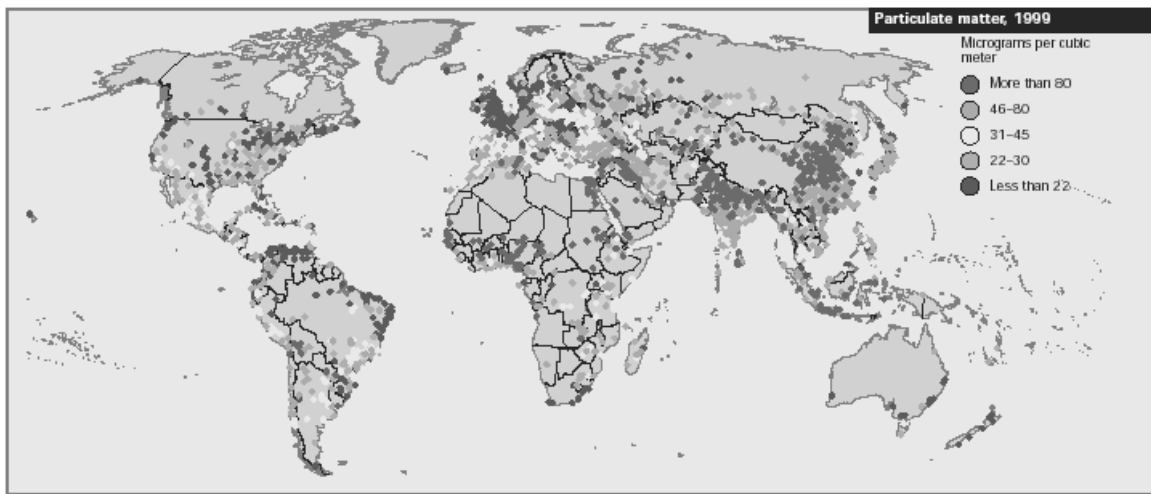 Particulate matter, 1999
Micrograms per cubic
meter
More than 80
46–80
31–45
22–30
Less than 22